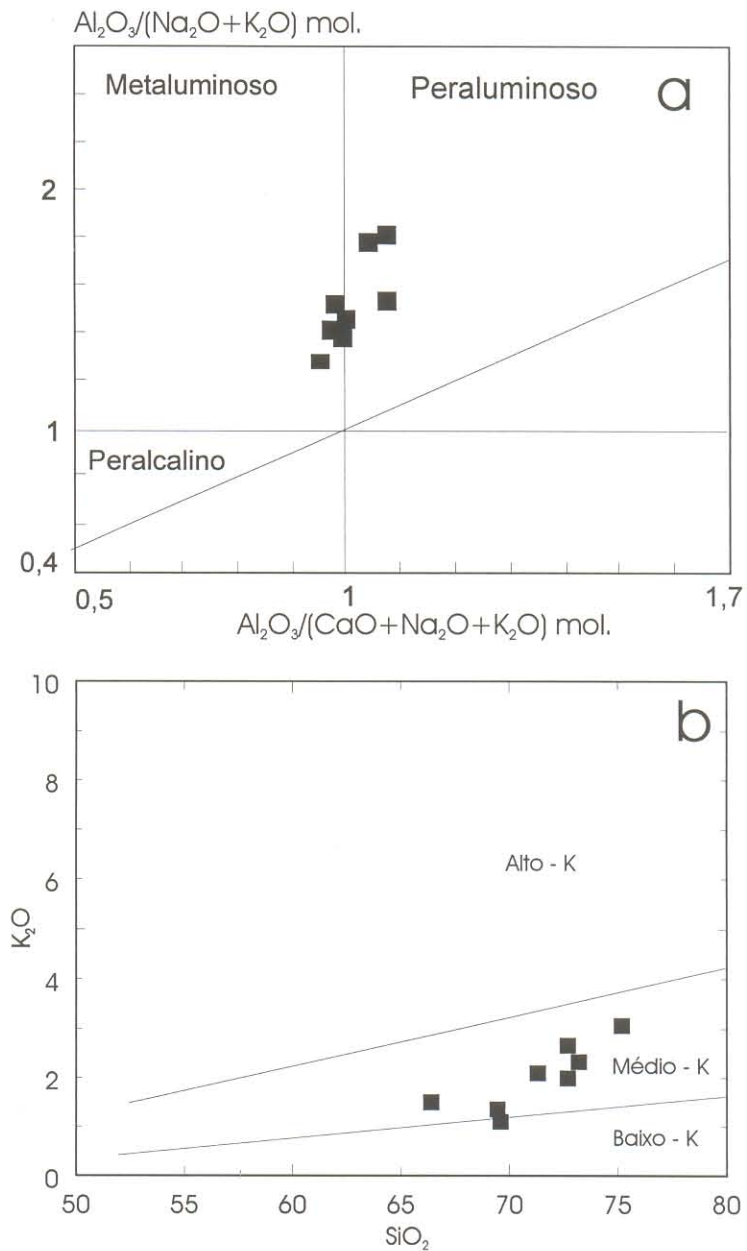 Al₂O₃/(Na₂O+K₂O) mol.
Metaluminoso
Peraluminoso
a
2
1
Peralcalino
0,4
0,5
1
1,7
Al₂O₃/(CaO+Na₂O+K₂O) mol.
10
b
8
Alto - K
6
K₂O
4
Médio - K
2
Baixo - K
0
50
55
60
65
70
75
80
SiO₂